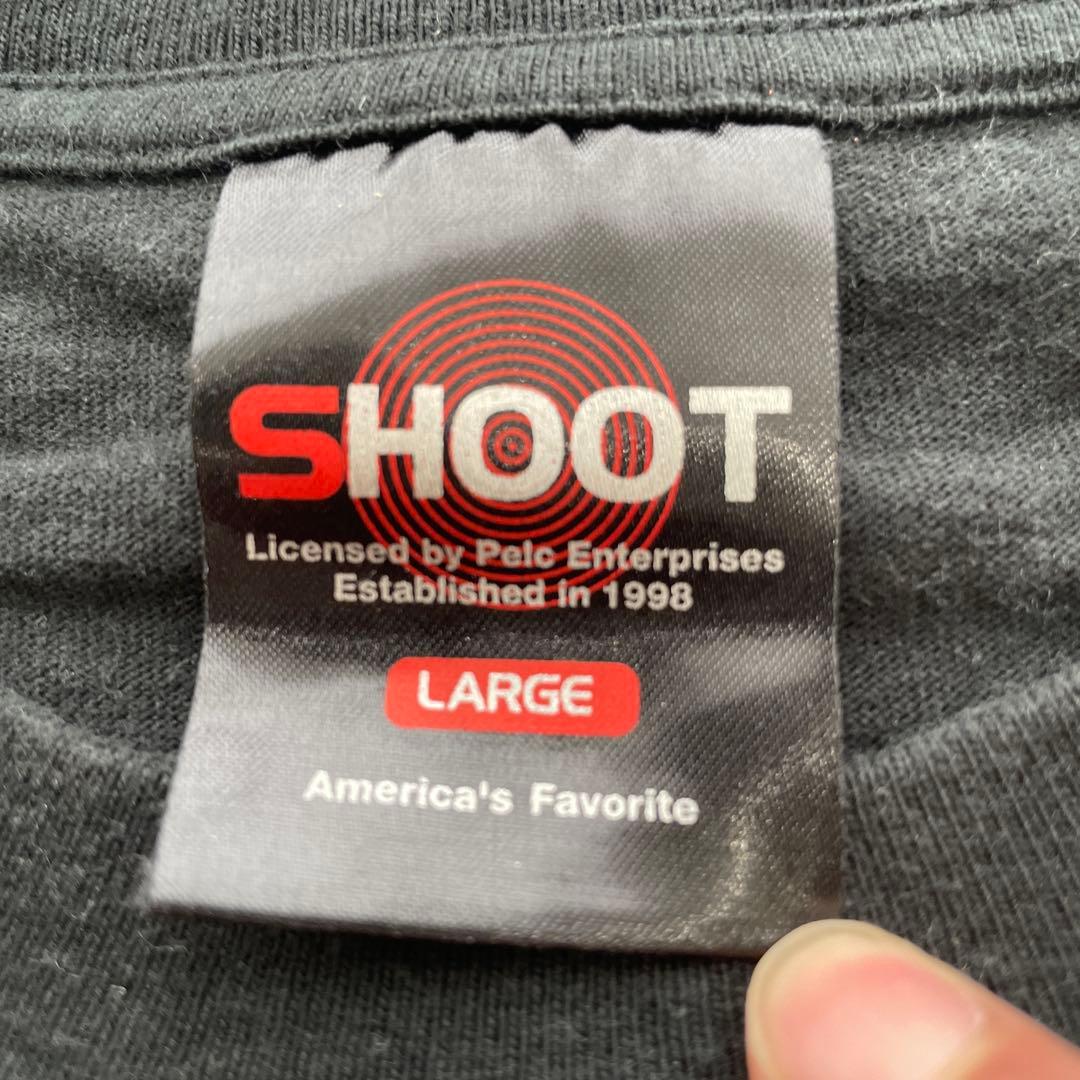 SHOOT
Licensed by Pelc Enterprises
Established in 1998
LARGE
America's Favorite